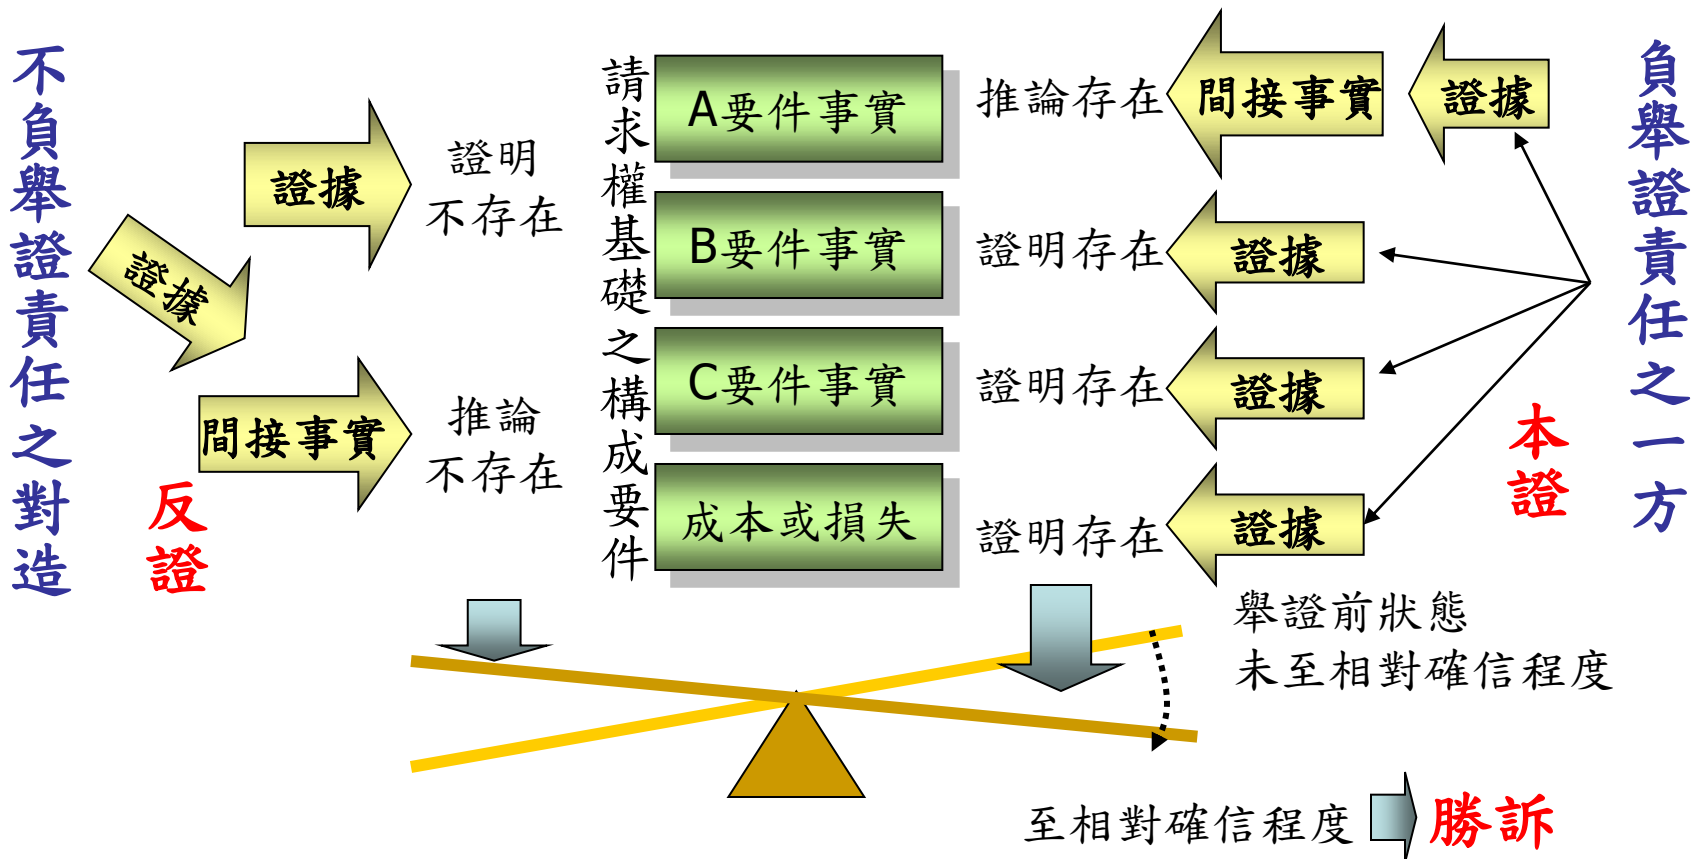 不負舉證責任之對造
反證
證據
證據
間接事實
證明
不存在
推論
不存在
請求權基礎之構成要件
A要件事實
B要件事實
C要件事實
成本或損失
推論存在
間接事實
證據
證明存在
證據
證明存在
證據
證明存在
證據
負舉證責任之一方
本證
舉證前狀態
未至相對確信程度
至相對確信程度
勝訴